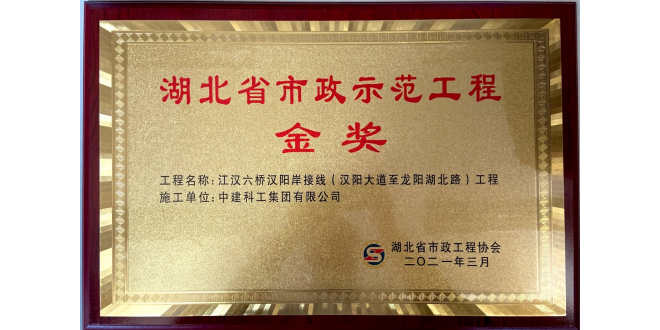 湖北省市政示范工程
金奖
工程名称：江汉六桥汉阳岸接线（汉阳大道至龙阳湖北路）工程
施工单位：中建科工集团有限公司
湖北省市政工程协会
二〇二一年三月